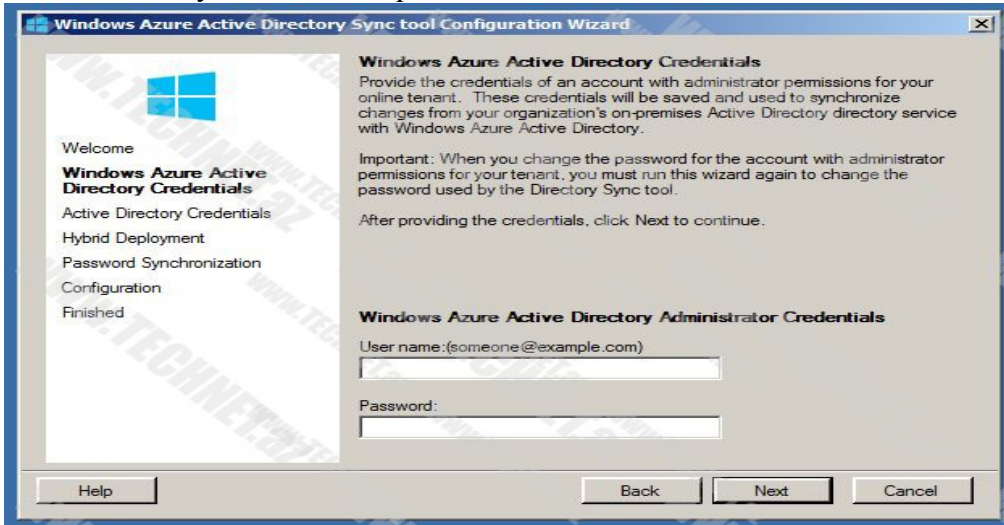 Windows Azure Active Directory Sync tool Configuration Wizard
Welcome
Windows Azure Active
Directory Credentials
Active Directory Credentials
Hybrid Deployment
Password Synchronization
Configuration
Finished
Windows Azure Active Directory Credentials
Provide the credentials of an account with administrator permissions for your
online tenant. These credentials will be saved and used to synchronize
changes from your organization's on-premises Active Directory directory service
with Windows Azure Active Directory.
Important: When you change the password for the account with administrator
permissions for your tenant, you must run this wizard again to change the
password used by the Directory Sync tool.
After providing the credentials, click Next to continue.
Windows Azure Active Directory Administrator Credentials
User name:(someone@example.com)
Password:
Help
Back
Next
Cancel
WWW.TECHNET.az